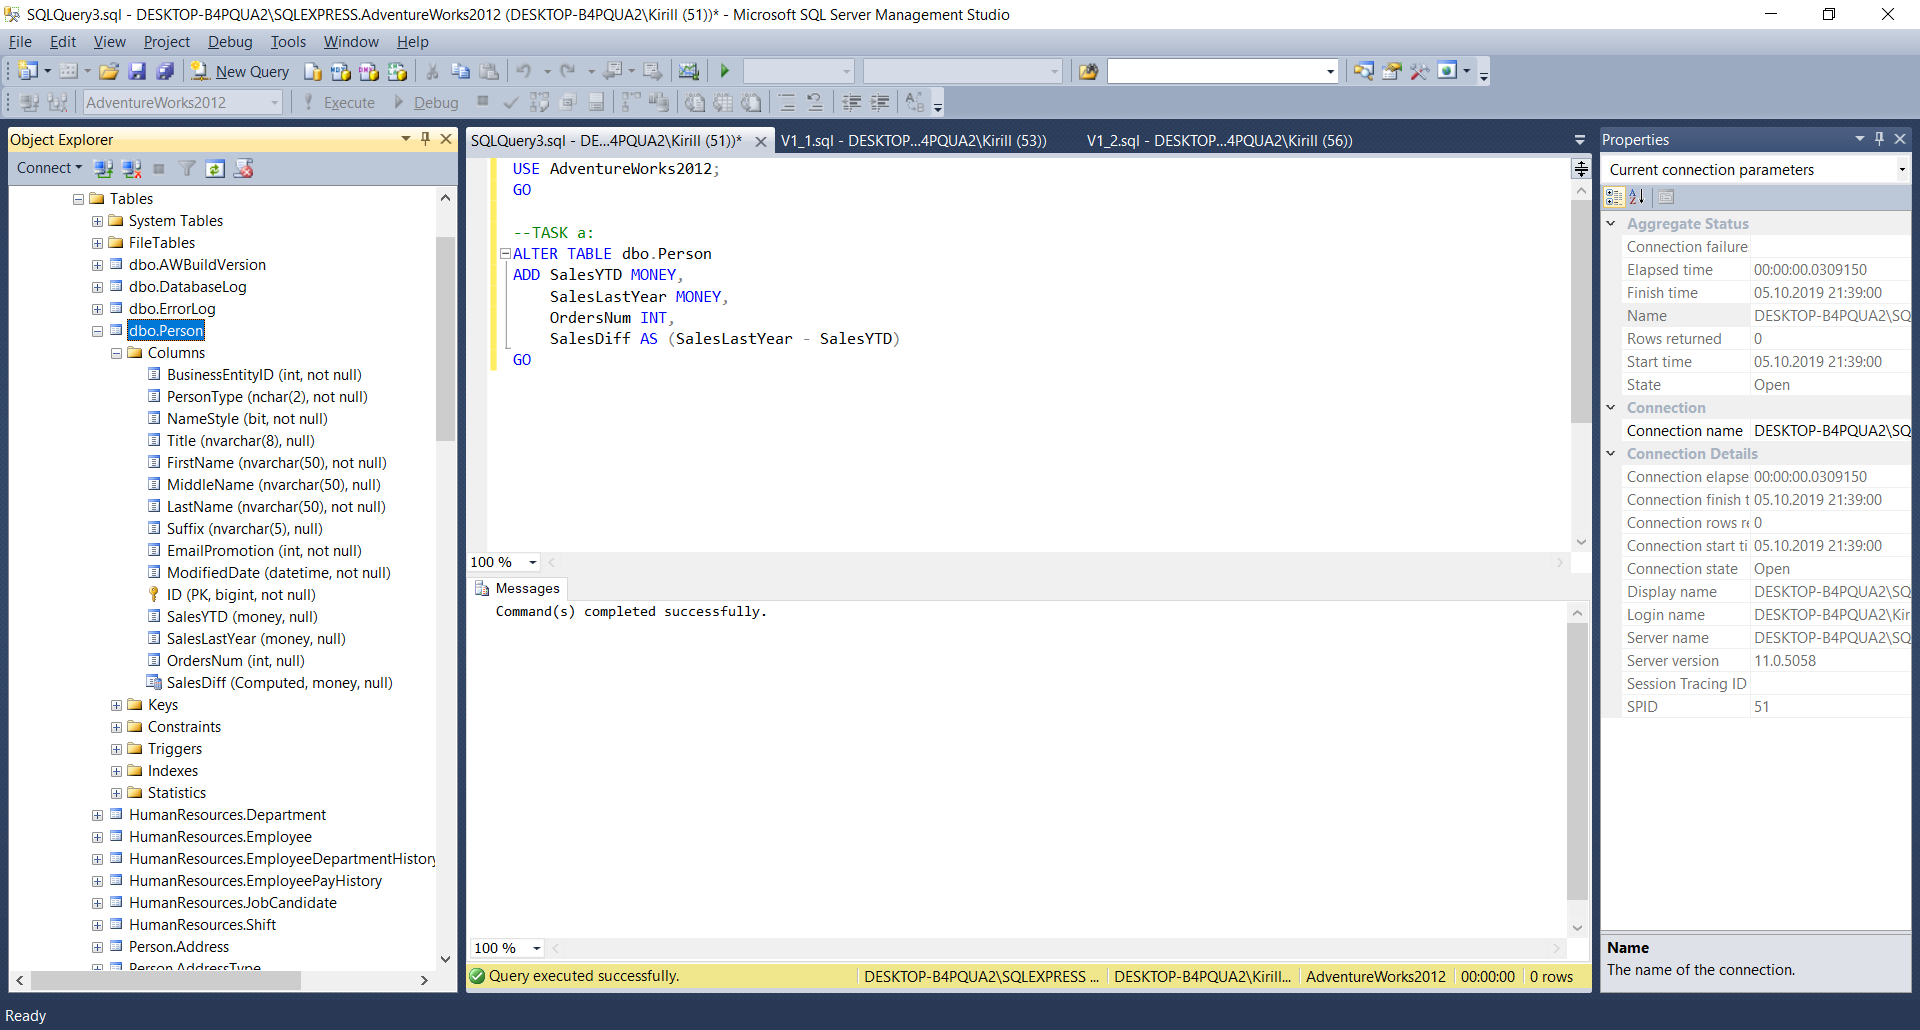 SQLQuery3.sql - DESKTOP-B4PQUA2\SQLEXPRESS.AdventureWorks2012 (DESKTOP-B4PQUA2\Kirill (51))* - Microsoft SQL Server Management Studio
File Edit View Project Debug Tools Window Help
New Query
AdventureWorks2012 Execute Debug
Object Explorer
Connect
Tables
System Tables
FileTables
dbo.AWBuildVersion
dbo.DatabaseLog
dbo.ErrorLog
dbo.Person
Columns
BusinessEntityID (int, not null)
PersonType (nchar(2), not null)
NameStyle (bit, not null)
Title (nvarchar(8), null)
FirstName (nvarchar(50), not null)
MiddleName (nvarchar(50), null)
LastName (nvarchar(50), not null)
Suffix (nvarchar(5), null)
EmailPromotion (int, not null)
ModifiedDate (datetime, not null)
ID (PK, bigint, not null)
SalesYTD (money, null)
SalesLastYear (money, null)
OrdersNum (int, null)
SalesDiff (Computed, money, null)
Keys
Constraints
Triggers
Indexes
Statistics
HumanResources.Department
HumanResources.Employee
HumanResources.EmployeeDepartmentHistory
HumanResources.EmployeePayHistory
HumanResources.JobCandidate
HumanResources.Shift
Person.Address
Person.AddressType
SQLQuery3.sql - DE...4PQUA2\Kirill (51))* V1_1.sql - DESKTOP...4PQUA2\Kirill (53)) V1_2.sql - DESKTOP...4PQUA2\Kirill (56))
USE AdventureWorks2012;
GO
--TASK a:
ALTER TABLE dbo.Person
ADD SalesYTD MONEY,
SalesLastYear MONEY,
OrdersNum INT,
SalesDiff AS (SalesLastYear - SalesYTD)
GO
100 %
Messages
Command(s) completed successfully.
100 %
Query executed successfully. DESKTOP-B4PQUA2\SQLEXPRESS ... DESKTOP-B4PQUA2\Kirill... AdventureWorks2012 00:00:00 0 rows
Properties
Current connection parameters
Aggregate Status
Connection failure
Elapsed time 00:00:00.0309150
Finish time 05.10.2019 21:39:00
Name DESKTOP-B4PQUA2\SQ
Rows returned 0
Start time 05.10.2019 21:39:00
State Open
Connection
Connection name DESKTOP-B4PQUA2\SQ
Connection Details
Connection elapse 00:00:00.0309150
Connection finish t 05.10.2019 21:39:00
Connection rows re 0
Connection start ti 05.10.2019 21:39:00
Connection state Open
Display name DESKTOP-B4PQUA2\SQ
Login name DESKTOP-B4PQUA2\Kir
Server name DESKTOP-B4PQUA2\SQ
Server version 11.0.5058
Session Tracing ID
SPID 51
Name
The name of the connection.
Ready